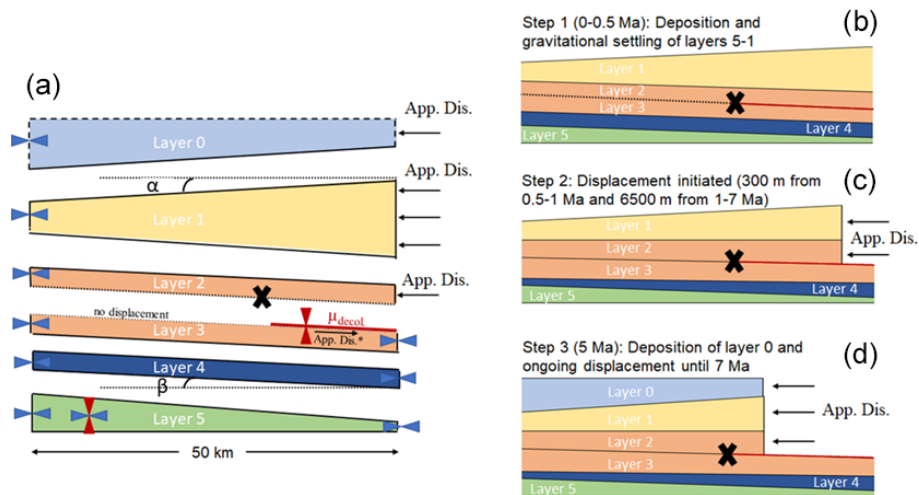 (a)
App. Dis.
Layer 0
App. Dis.
α
Layer 1
Layer 2
App. Dis.
no displacement
μdecol.
Layer 3
App. Dis.*
Layer 4
β
Layer 5
50 km
(b)
Step 1 (0-0.5 Ma): Deposition and
gravitational settling of layers 5-1
Layer 1
Layer 2
Layer 3
Layer 4
Layer 5
(c)
Step 2: Displacement initiated (300 m from
0.5-1 Ma and 6500 m from 1-7 Ma)
Layer 1
App. Dis.
Layer 2
Layer 3
Layer 4
Layer 5
(d)
Step 3 (5 Ma): Deposition of layer 0 and
ongoing displacement until 7 Ma
Layer 0
Layer 1
App. Dis.
Layer 2
Layer 3
Layer 4
Layer 5